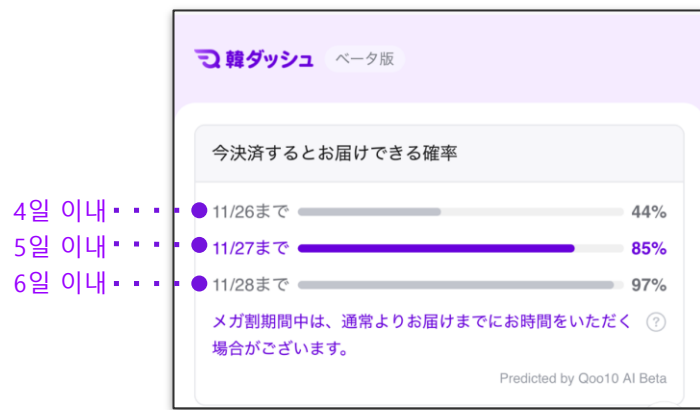 韓ダッシュ ベータ版
今決済するとお届けできる確率
4일 이내 11/26まで 44%
5일 이내 11/27まで 85%
6일 이내 11/28まで 97%
メガ割期間中は、通常よりお届けまでにお時間をいただく ?
場合がございます。
Predicted by Qoo10 AI Beta